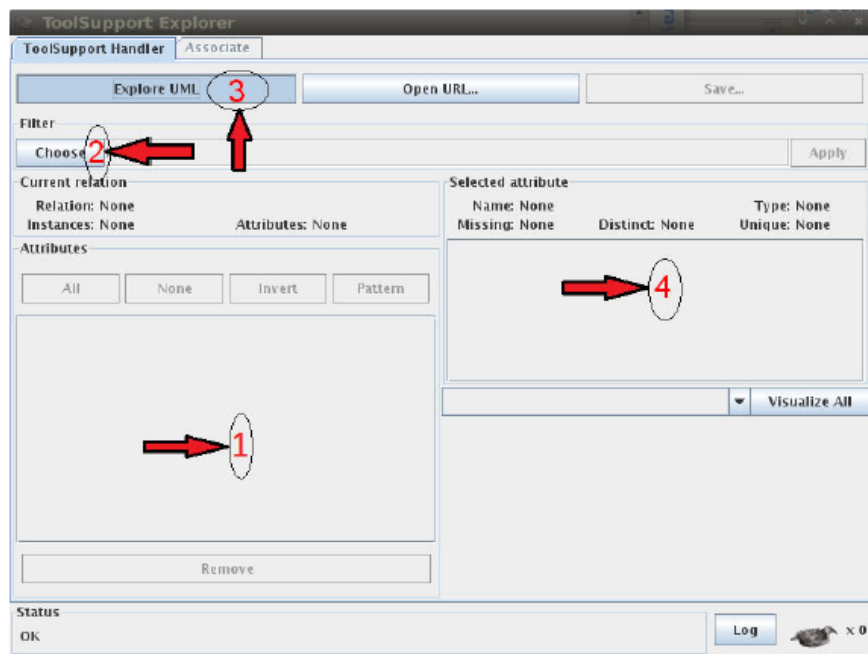 ToolSupport Explorer
ToolSupport Handler Associate
Explore UML 3 Open URL... Save...
Filter
Choose 2 Apply
Current relation
Relation: None
Instances: None Attributes: None
Selected attribute
Name: None Type: None
Missing: None Distinct: None Unique: None
Attributes
All None Invert Pattern
4
Visualize All
1
Remove
Status
OK
Log x 0